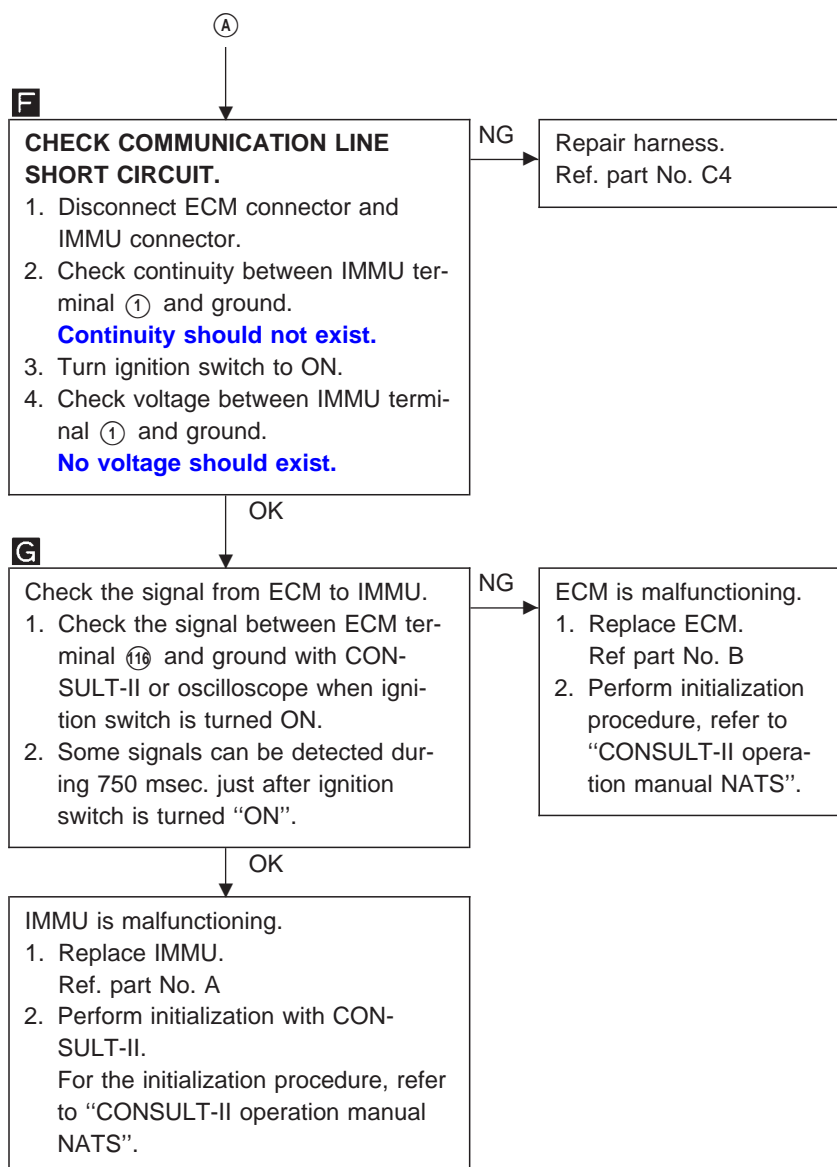 A
F
CHECK COMMUNICATION LINE
SHORT CIRCUIT.
1. Disconnect ECM connector and
IMMU connector.
2. Check continuity between IMMU ter-
minal ① and ground.
Continuity should not exist.
3. Turn ignition switch to ON.
4. Check voltage between IMMU termi-
nal ① and ground.
No voltage should exist.
NG
Repair harness.
Ref. part No. C4
OK
G
Check the signal from ECM to IMMU.
1. Check the signal between ECM ter-
minal 116 and ground with CON-
SULT-II or oscilloscope when igni-
tion switch is turned ON.
2. Some signals can be detected dur-
ing 750 msec. just after ignition
switch is turned ‘‘ON’’.
NG
ECM is malfunctioning.
1. Replace ECM.
Ref part No. B
2. Perform initialization
procedure, refer to
‘‘CONSULT-II opera-
tion manual NATS’’.
OK
IMMU is malfunctioning.
1. Replace IMMU.
Ref. part No. A
2. Perform initialization with CON-
SULT-II.
For the initialization procedure, refer
to ‘‘CONSULT-II operation manual
NATS’’.